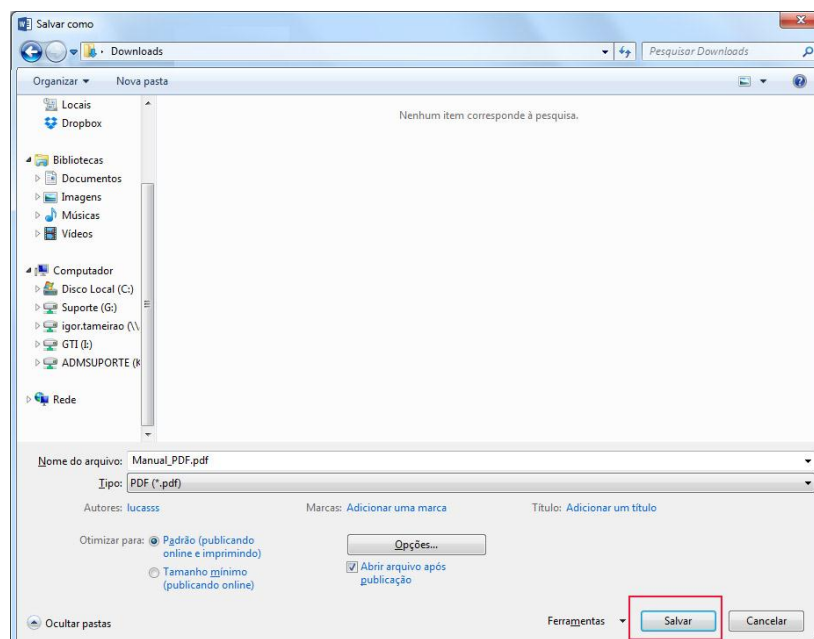 Salvar como
Downloads
Pesquisar Downloads
Organizar
Nova pasta
Locais
Dropbox
Nenhum item corresponde à pesquisa.
Bibliotecas
Documentos
Imagens
Músicas
Vídeos
Computador
Disco Local (C:)
Suporte (G:)
igor.tameirao (\\
GTI (I:)
ADMSUPORTE (K
Rede
Nome do arquivo: Manual_PDF.pdf
Tipo: PDF (*.pdf)
Autores: lucasss
Marcas: Adicionar uma marca
Título: Adicionar um título
Otimizar para:
Padrão (publicando
online e imprimindo)
Tamanho mínimo
(publicando online)
Opções...
Abrir arquivo após
publicação
Ocultar pastas
Ferramentas
Salvar
Cancelar